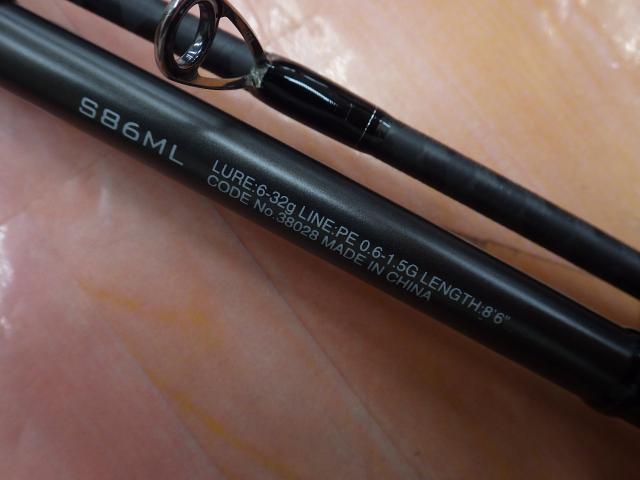 S86ML
LURE:6-32g LINE:PE 0.6-1.5G LENGTH:8'6"
CODE No.38028 MADE IN CHINA